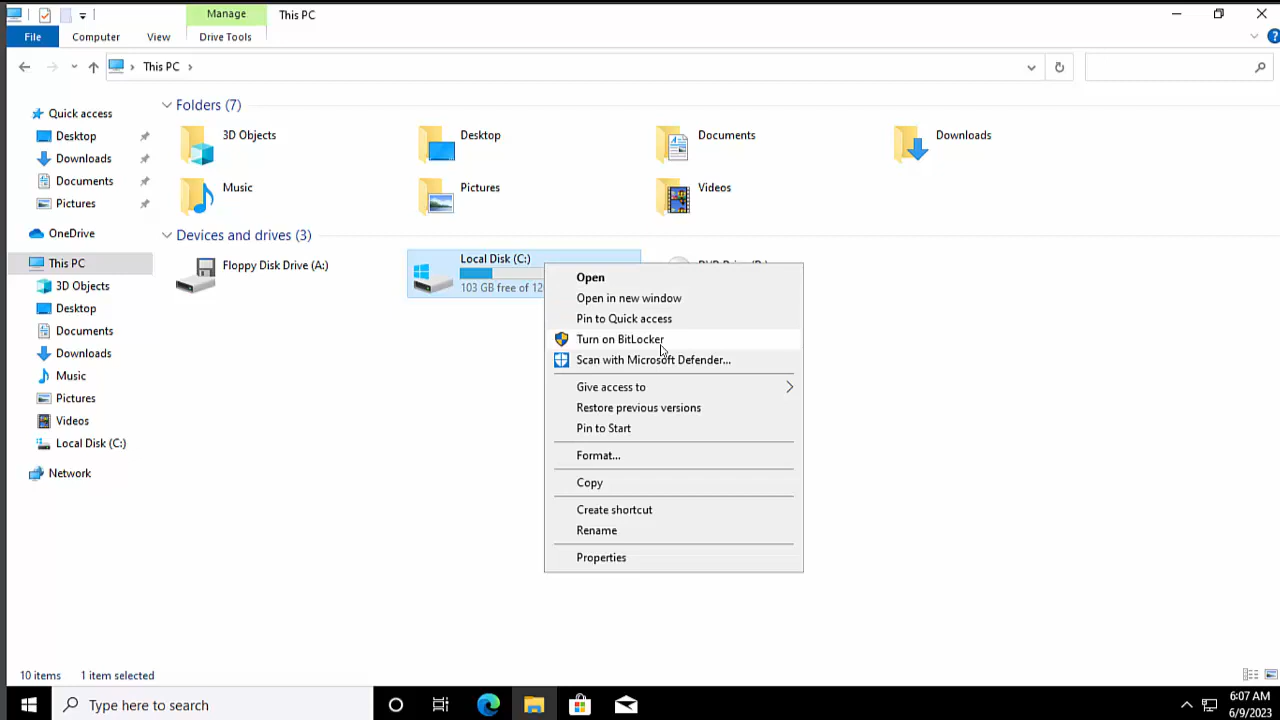 Manage
This PC
File
Computer
View
Drive Tools
This PC
Quick access
Desktop
Downloads
Documents
Pictures
OneDrive
This PC
3D Objects
Desktop
Documents
Downloads
Music
Pictures
Videos
Local Disk (C:)
Network
Folders (7)
3D Objects
Desktop
Documents
Downloads
Music
Pictures
Videos
Devices and drives (3)
Floppy Disk Drive (A:)
Local Disk (C:)
103 GB free of
Open
Open in new window
Pin to Quick access
Turn on BitLocker
Scan with Microsoft Defender...
Give access to
Restore previous versions
Pin to Start
Format...
Copy
Create shortcut
Rename
Properties
10 items
1 item selected
Type here to search
6:07 AM
6/9/2023